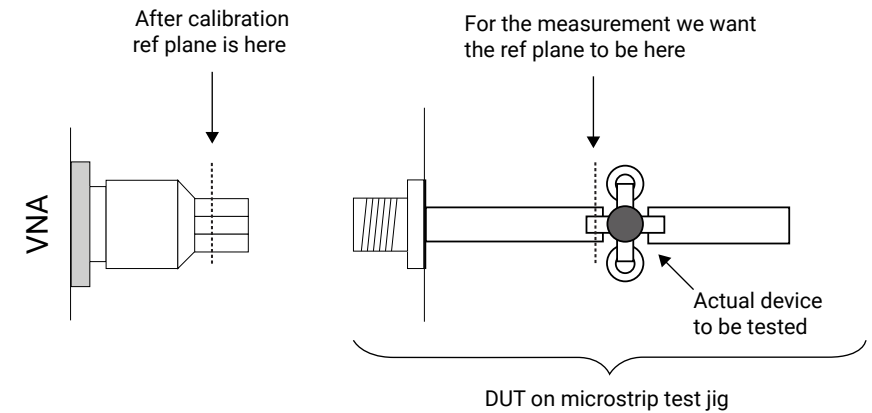 After calibration
ref plane is here
For the measurement we want
the ref plane to be here
VNA
Actual device
to be tested
DUT on microstrip test jig